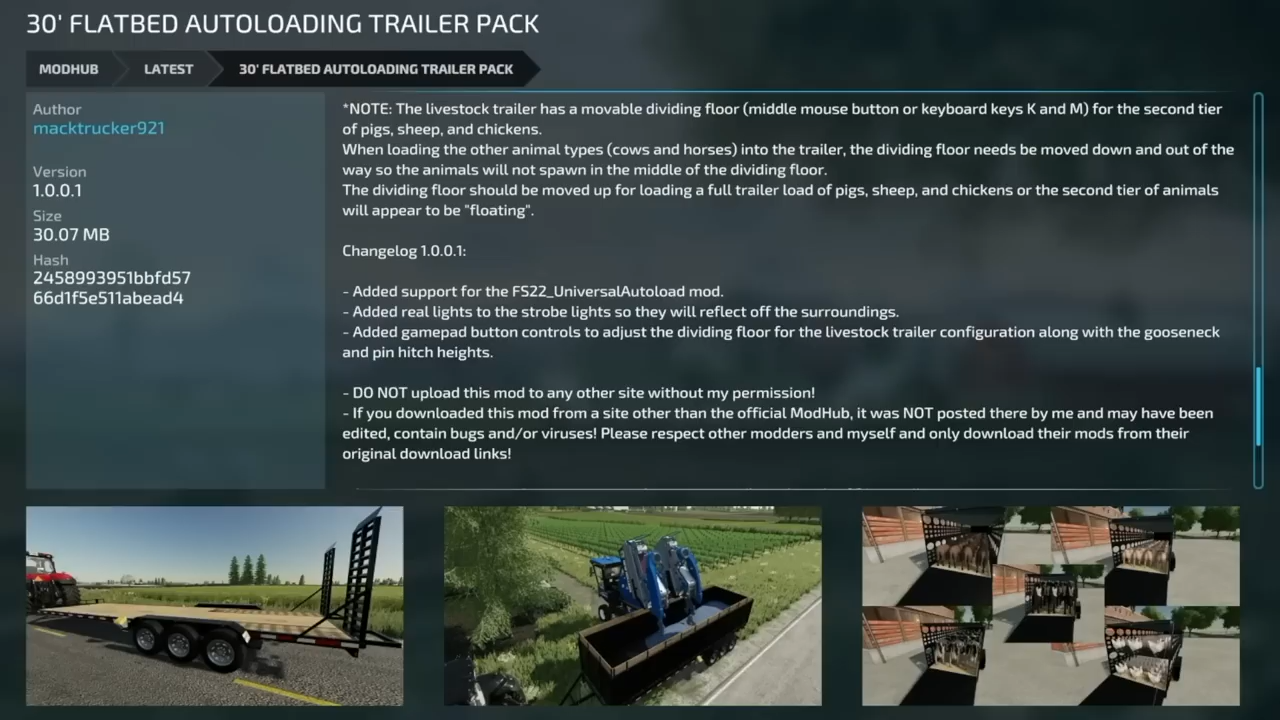 30' FLATBED AUTOLOADING TRAILER PACK
MODHUB
LATEST
30' FLATBED AUTOLOADING TRAILER PACK
Author
macktrucker921
Version
1.0.0.1
Size
30.07 MB
Hash
2458993951bbfd57
66d1f5e511abead4
*NOTE: The livestock trailer has a movable dividing floor (middle mouse button or keyboard keys K and M) for the second tier
of pigs, sheep, and chickens.
When loading the other animal types (cows and horses) into the trailer, the dividing floor needs be moved down and out of the
way so the animals will not spawn in the middle of the dividing floor.
The dividing floor should be moved up for loading a full trailer load of pigs, sheep, and chickens or the second tier of animals
will appear to be "floating".
Changelog 1.0.0.1:
- Added support for the FS22_UniversalAutoload mod.
- Added real lights to the strobe lights so they will reflect off the surroundings.
- Added gamepad button controls to adjust the dividing floor for the livestock trailer configuration along with the gooseneck
and pin hitch heights.
- DO NOT upload this mod to any other site without my permission!
- If you downloaded this mod from a site other than the official ModHub, it was NOT posted there by me and may have been
edited, contain bugs and/or viruses! Please respect other modders and myself and only download their mods from their
original download links!